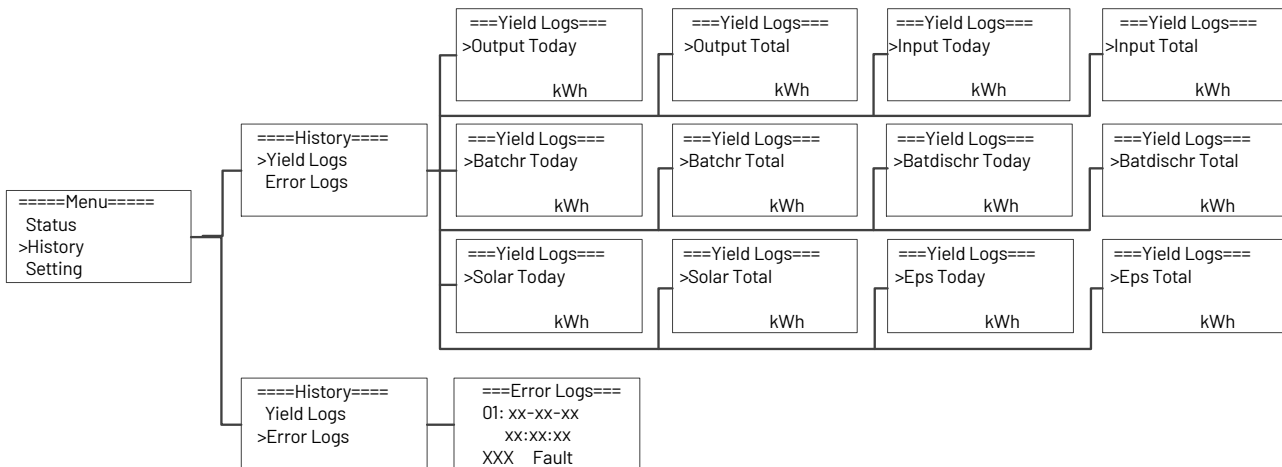 ===Yield Logs===
>Output Today
kWh
===Yield Logs===
>Output Total
kWh
===Yield Logs===
>Input Today
kWh
===Yield Logs===
>Input Total
kWh
====History====
>Yield Logs
Error Logs
===Yield Logs===
>Batchr Today
kWh
===Yield Logs===
>Batchr Total
kWh
===Yield Logs===
>Batdischr Today
kWh
===Yield Logs===
>Batdischr Total
kWh
=====Menu=====
Status
>History
Setting
===Yield Logs===
>Solar Today
kWh
===Yield Logs===
>Solar Total
kWh
===Yield Logs===
>Eps Today
kWh
===Yield Logs===
>Eps Total
kWh
====History====
Yield Logs
>Error Logs
===Error Logs===
01: xx-xx-xx
xx:xx:xx
XXX Fault